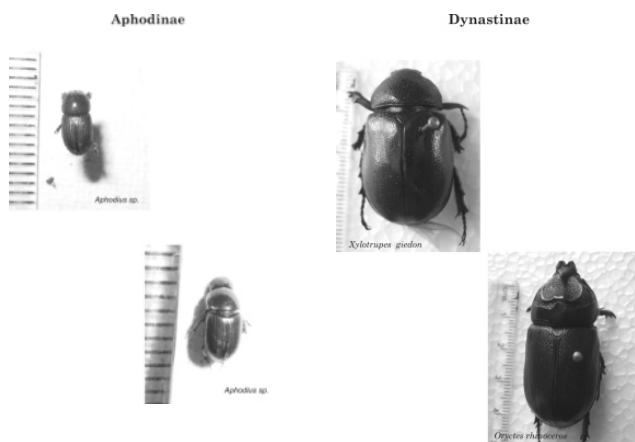 Aphodinae
Dynastinae
Aphodius sp.
Xylotrupes giedon
Aphodius sp.
Oryctes rhinoceros